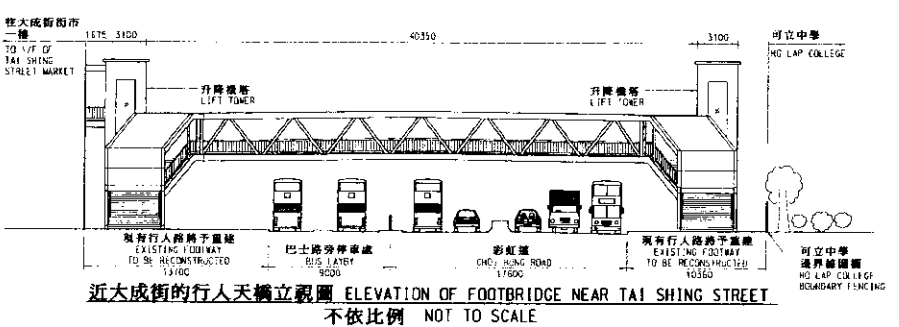 往大成街街市
一樓
TO 1/F OF
TAI SHING
STREET MARKET
1675 3100
40350
3100
可立中學
HO LAP COLLEGE
升降機塔
LIFT TOWER
升降機塔
LIFT TOWER
現有行人路將予重建
EXISTING FOOTWAY
TO BE RECONSTRUCTED
13700
巴士路旁停車處
BUS LAYBY
9000
彩虹道
CHOI HUNG ROAD
17600
現有行人路將予重建
EXISTING FOOTWAY
TO BE RECONSTRUCTED
10350
可立中學
邊界線圍欄
HO LAP COLLEGE
BOUNDARY FENCING
近大成街的行人天橋立視圖 ELEVATION OF FOOTBRIDGE NEAR TAI SHING STREET
不依比例 NOT TO SCALE